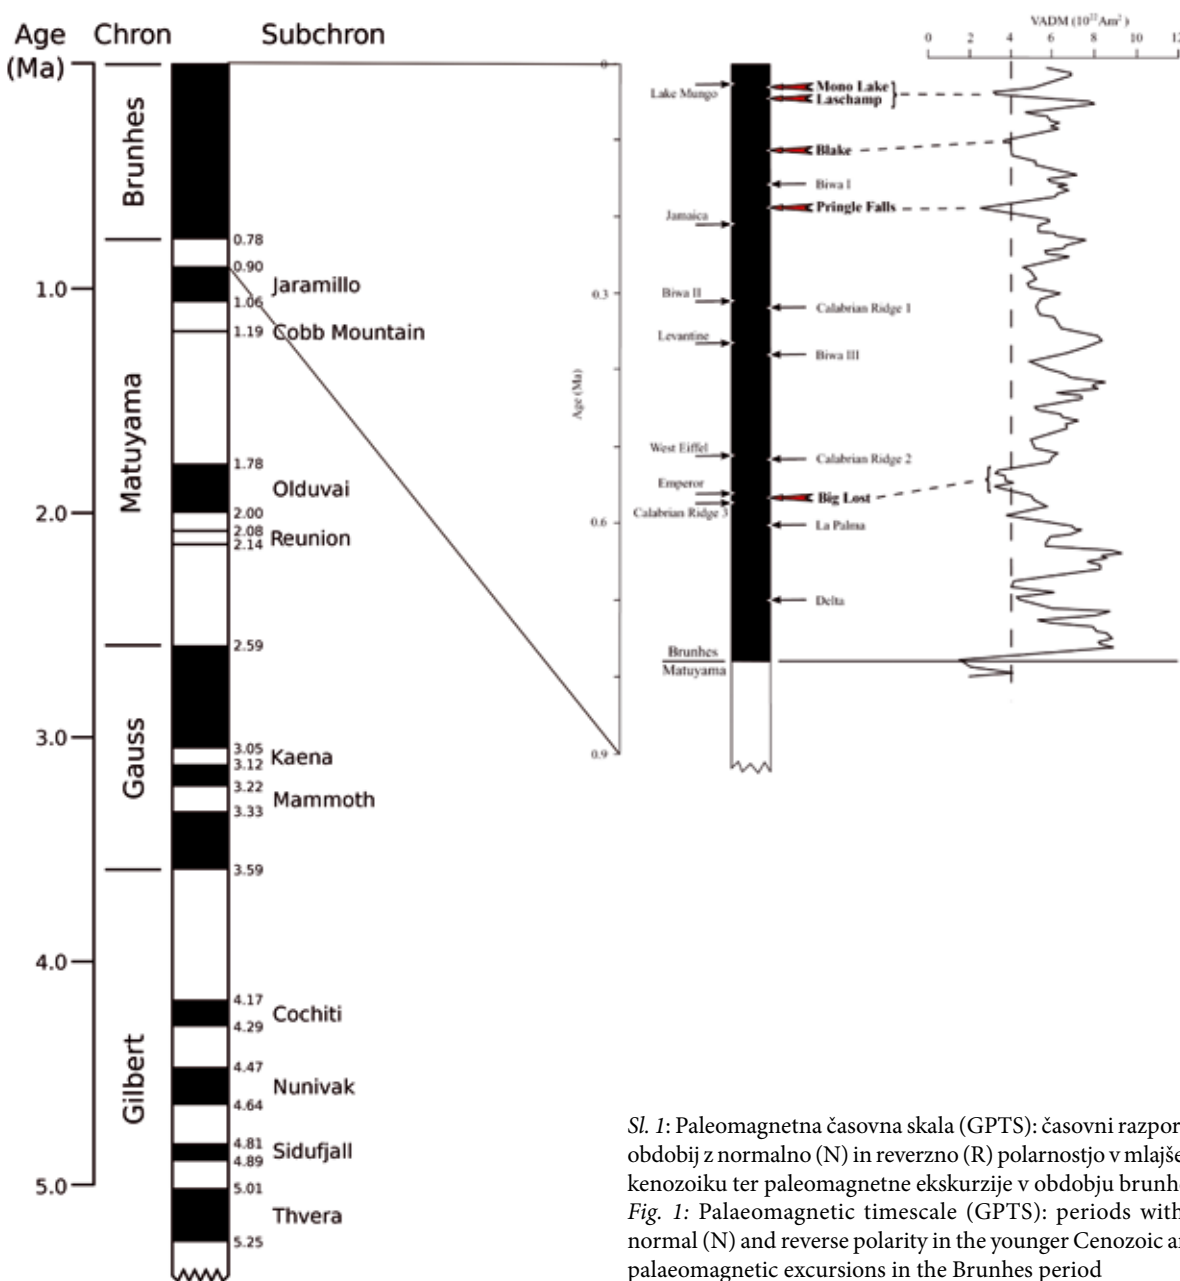 Age Chron Subchron
(Ma)
Brunhes
0.78
0.90
Jaramillo
1.0
1.06
1.19 Cobb Mountain
Matuyama
1.78
Olduvai
2.0
2.00
2.08
Reunion
2.14
2.59
Gauss
3.0
3.05
Kaena
3.12
3.22
Mammoth
3.33
3.59
Gilbert
4.0
4.17
Cochiti
4.29
4.47
Nunivak
4.64
4.81
Sidufjall
4.89
5.0
5.01
Thvera
5.25
VADM (10²²Am²)
0 2 4 6 8 10 12
0
Age (Ma)
0.3
0.6
0.9
Lake Mungo
Mono Lake
Laschamp
Blake
Biwa I
Pringle Falls
Jamaica
Biwa II
Calabrian Ridge 1
Levantine
Biwa III
West Eiffel
Calabrian Ridge 2
Emperor
Big Lost
Calabrian Ridge 3
La Palma
Delta
Brunhes
Matuyama
Sl. 1: Paleomagnetna časovna skala (GPTS): časovni razpor
obdobij z normalno (N) in reverzno (R) polarnostjo v mlajše
kenozoiku ter paleomagnetne ekskurzije v obdobju brunh
Fig. 1: Palaeomagnetic timescale (GPTS): periods with
normal (N) and reverse polarity in the younger Cenozoic a
palaeomagnetic excursions in the Brunhes period